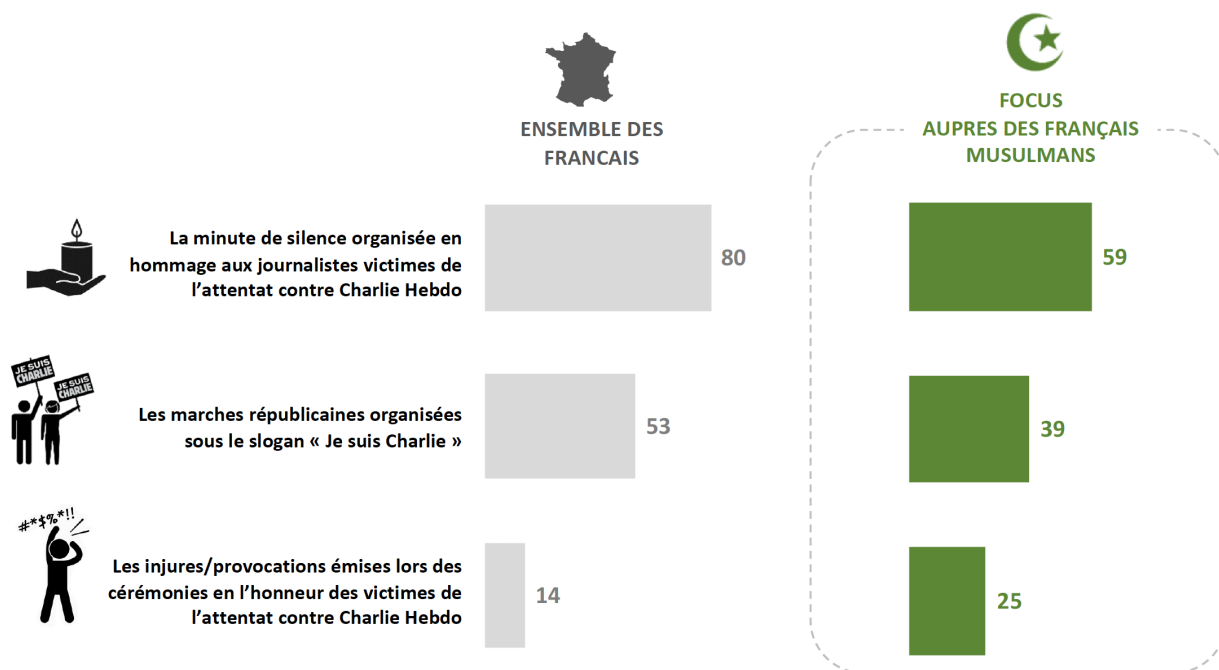 ENSEMBLE DES
FRANCAIS
FOCUS
AUPRES DES FRANÇAIS
MUSULMANS
La minute de silence organisée en
hommage aux journalistes victimes de
l’attentat contre Charlie Hebdo
80
59
JE SUIS
CHARLIE
JE SUIS
CHARLIE
Les marches républicaines organisées
sous le slogan « Je suis Charlie »
53
39
#*$%*!!
Les injures/provocations émises lors des
cérémonies en l’honneur des victimes de
l’attentat contre Charlie Hebdo
14
25